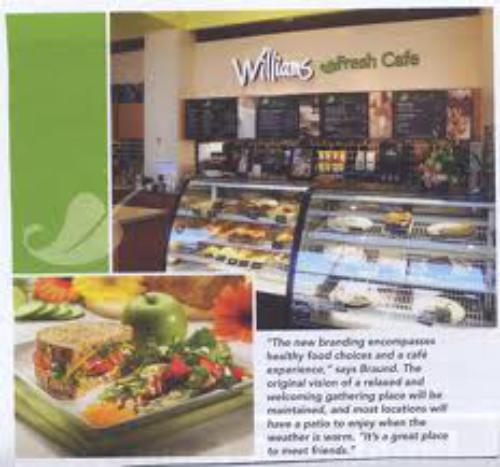 Williams Fresh Cafe
"The new branding encompasses
healthy food choices and a café
experience," says Braund. The
original vision of a relaxed and
welcoming gathering place will be
maintained, and most locations will
have a patio to enjoy when the
weather is warm. "It's a great place
to meet friends."